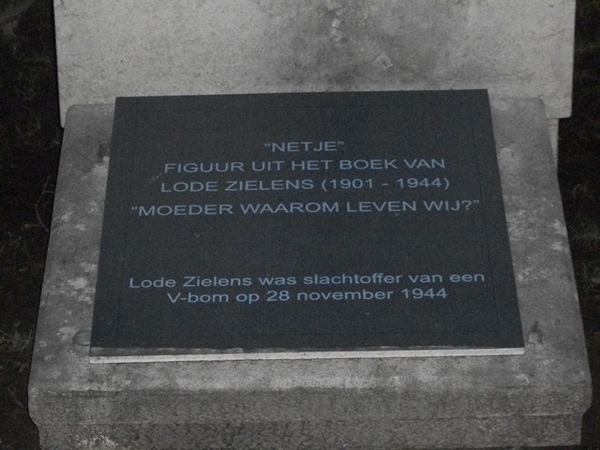 "NETJE"
FIGUUR UIT HET BOEK VAN
LODE ZIELENS (1901 - 1944)
"MOEDER WAAROM LEVEN WIJ?"
Lode Zielens was slachtoffer van een
V-bom op 28 november 1944